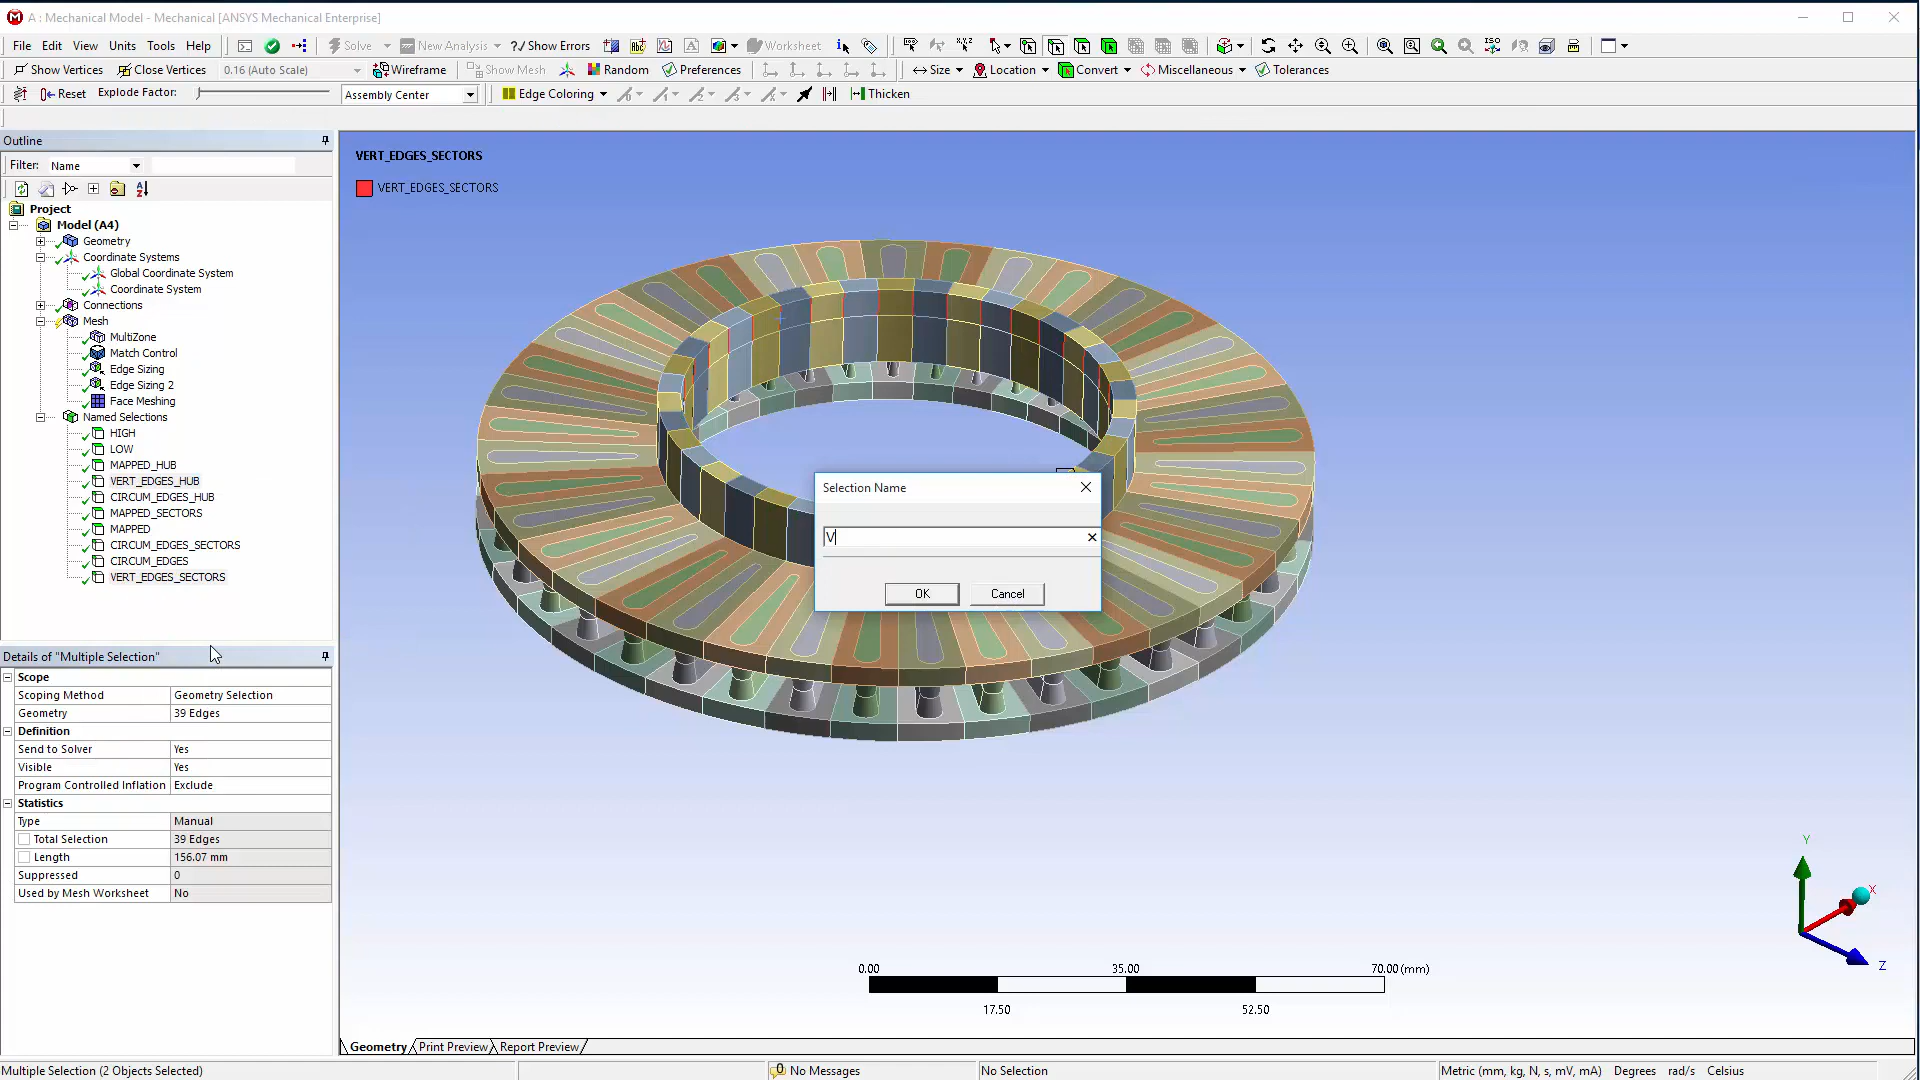 A : Mechanical Model - Mechanical [ANSYS Mechanical Enterprise]
File Edit View Units Tools Help Solve New Analysis ?/Show Errors Worksheet
Show Vertices Close Vertices 0.16 (Auto Scale) Wireframe Show Mesh Random Preferences Size Location Convert Miscellaneous Tolerances
Reset Explode Factor: Assembly Center Edge Coloring Thicken
Outline
Filter: Name
Project
Model (A4)
Geometry
Coordinate Systems
Global Coordinate System
Coordinate System
Connections
Mesh
MultiZone
Match Control
Edge Sizing
Edge Sizing 2
Face Meshing
Named Selections
HIGH
LOW
MAPPED_HUB
VERT_EDGES_HUB
CIRCUM_EDGES_HUB
MAPPED_SECTORS
MAPPED
CIRCUM_EDGES_SECTORS
CIRCUM_EDGES
VERT_EDGES_SECTORS
Details of "Multiple Selection"
Scope
Scoping Method Geometry Selection
Geometry 39 Edges
Definition
Send to Solver Yes
Visible Yes
Program Controlled Inflation Exclude
Statistics
Type Manual
Total Selection 39 Edges
Length 156.07 mm
Suppressed 0
Used by Mesh Worksheet No
VERT_EDGES_SECTORS
VERT_EDGES_SECTORS
Selection Name
V
OK Cancel
Y
X
Z
0.00 35.00 70.00 (mm)
17.50 52.50
Geometry Print Preview Report Preview
Multiple Selection (2 Objects Selected) 0 No Messages No Selection Metric (mm, kg, N, s, mV, mA) Degrees rad/s Celsius